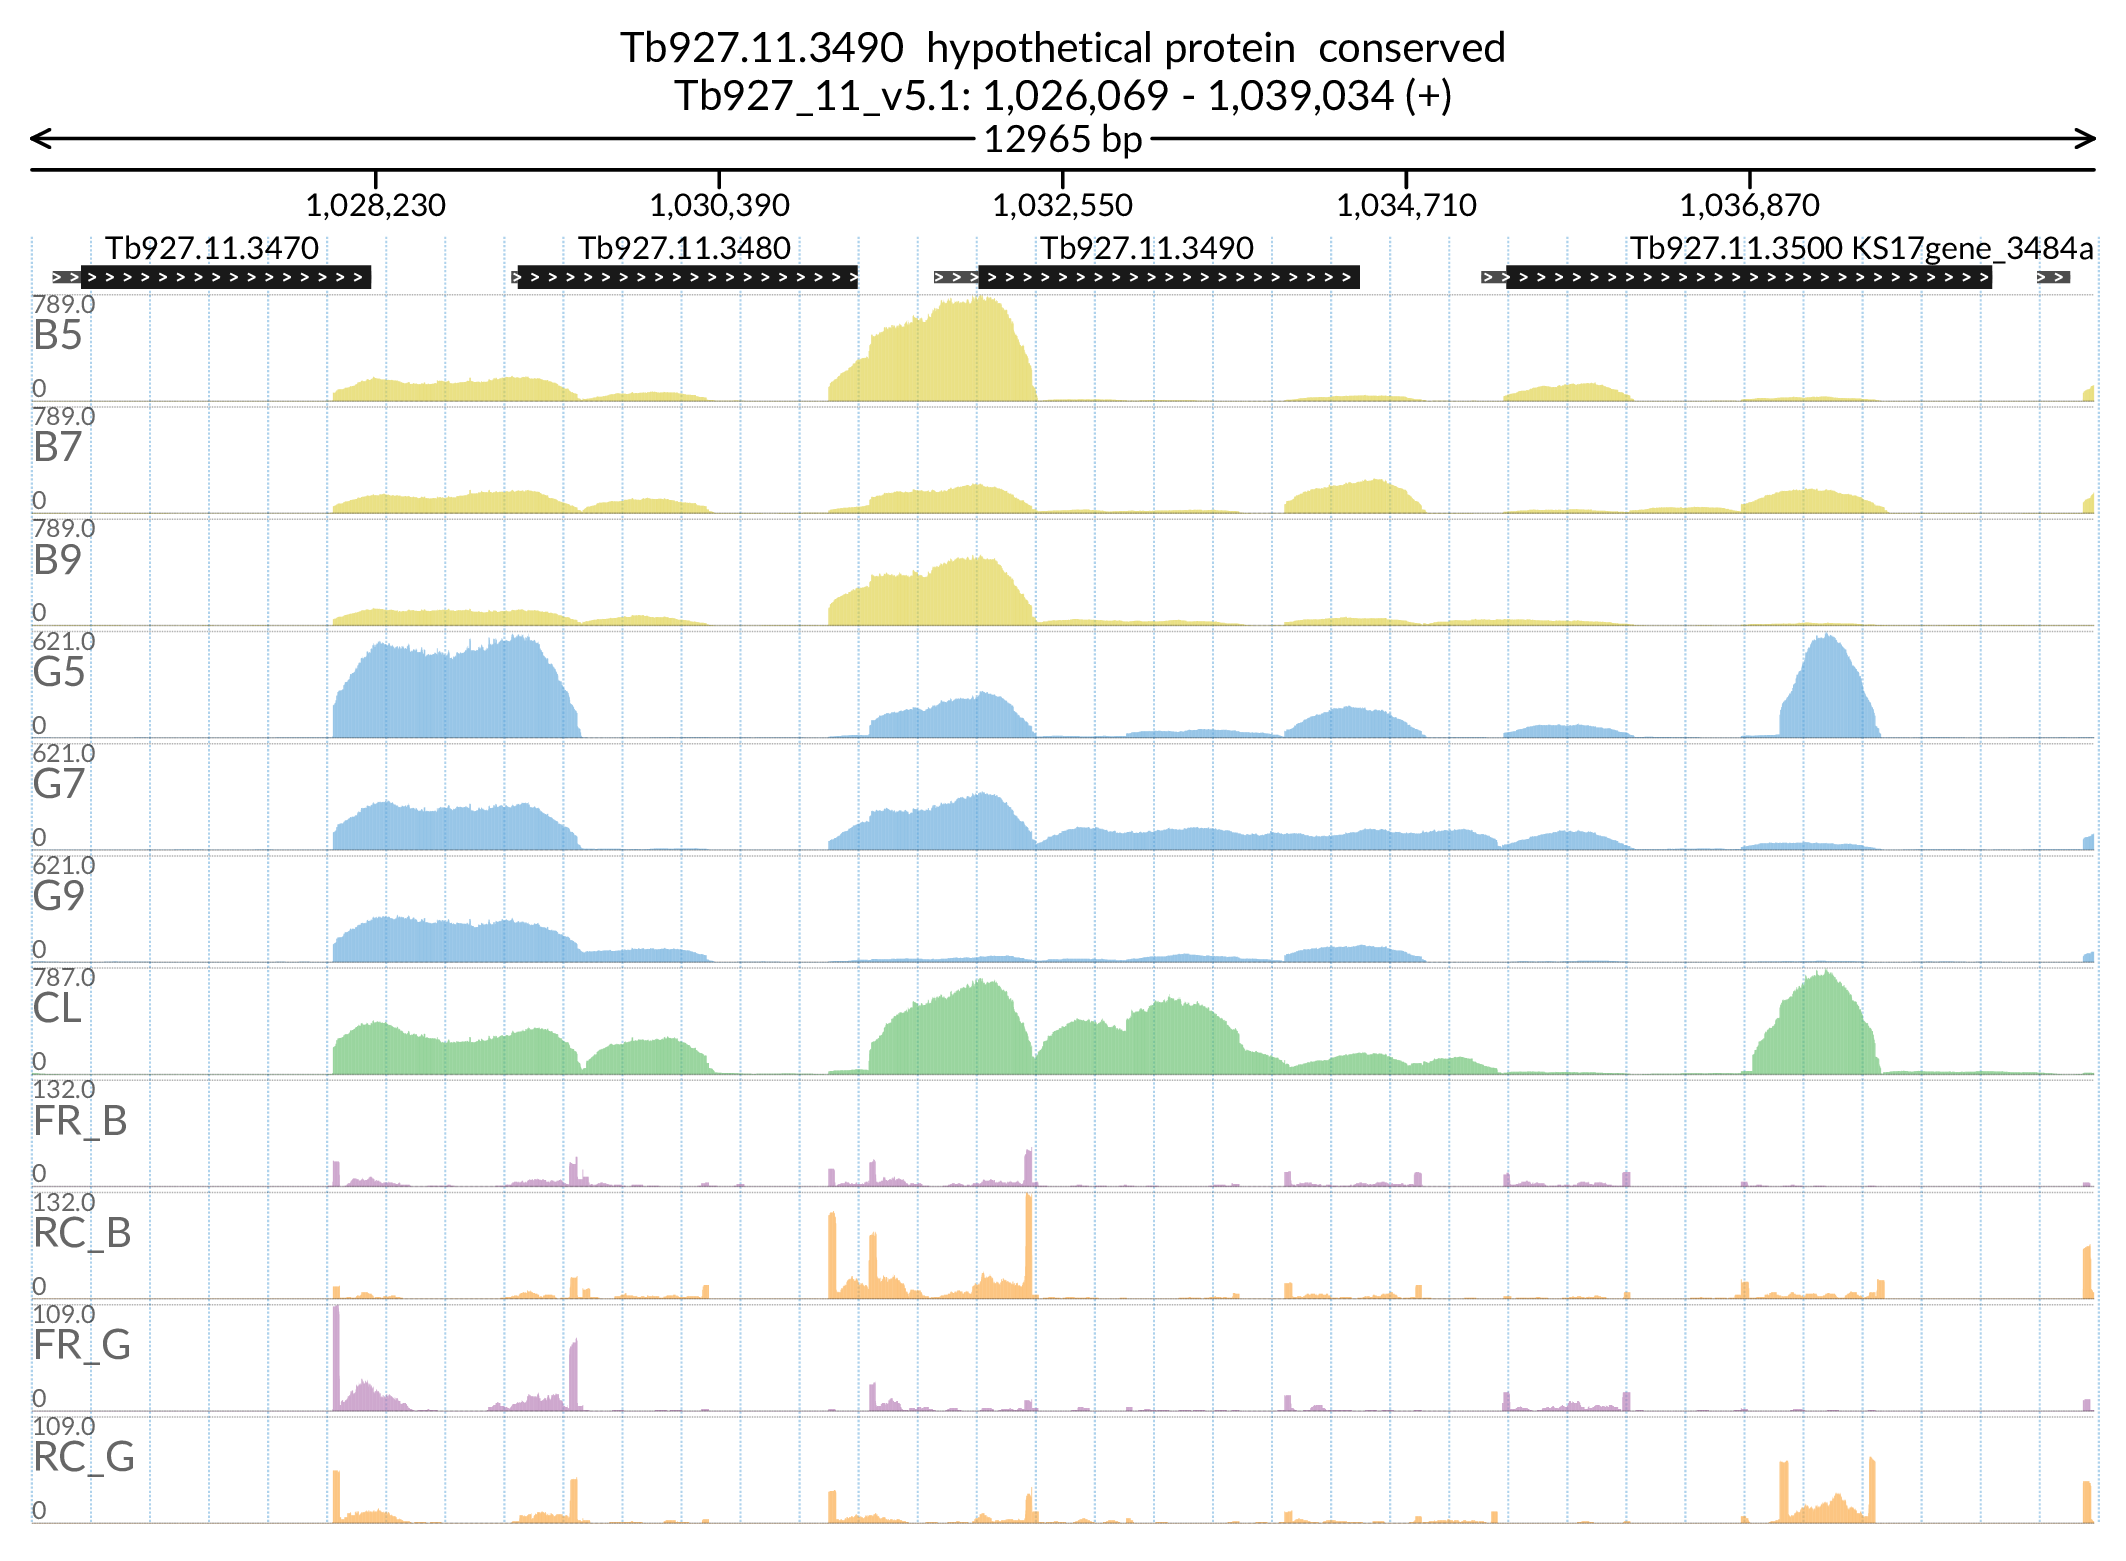 Tb927.11.3490 hypothetical protein conserved
Tb927_11_v5.1: 1,026,069 - 1,039,034 (+)
12965 bp
1,028,230 1,030,390 1,032,550 1,034,710 1,036,870
Tb927.11.3470 Tb927.11.3480 Tb927.11.3490 Tb927.11.3500 KS17gene_3484a
789.0
B5
0
789.0
B7
0
789.0
B9
0
621.0
G5
0
621.0
G7
0
621.0
G9
0
787.0
CL
0
132.0
FR_B
0
132.0
RC_B
0
109.0
FR_G
0
109.0
RC_G
0